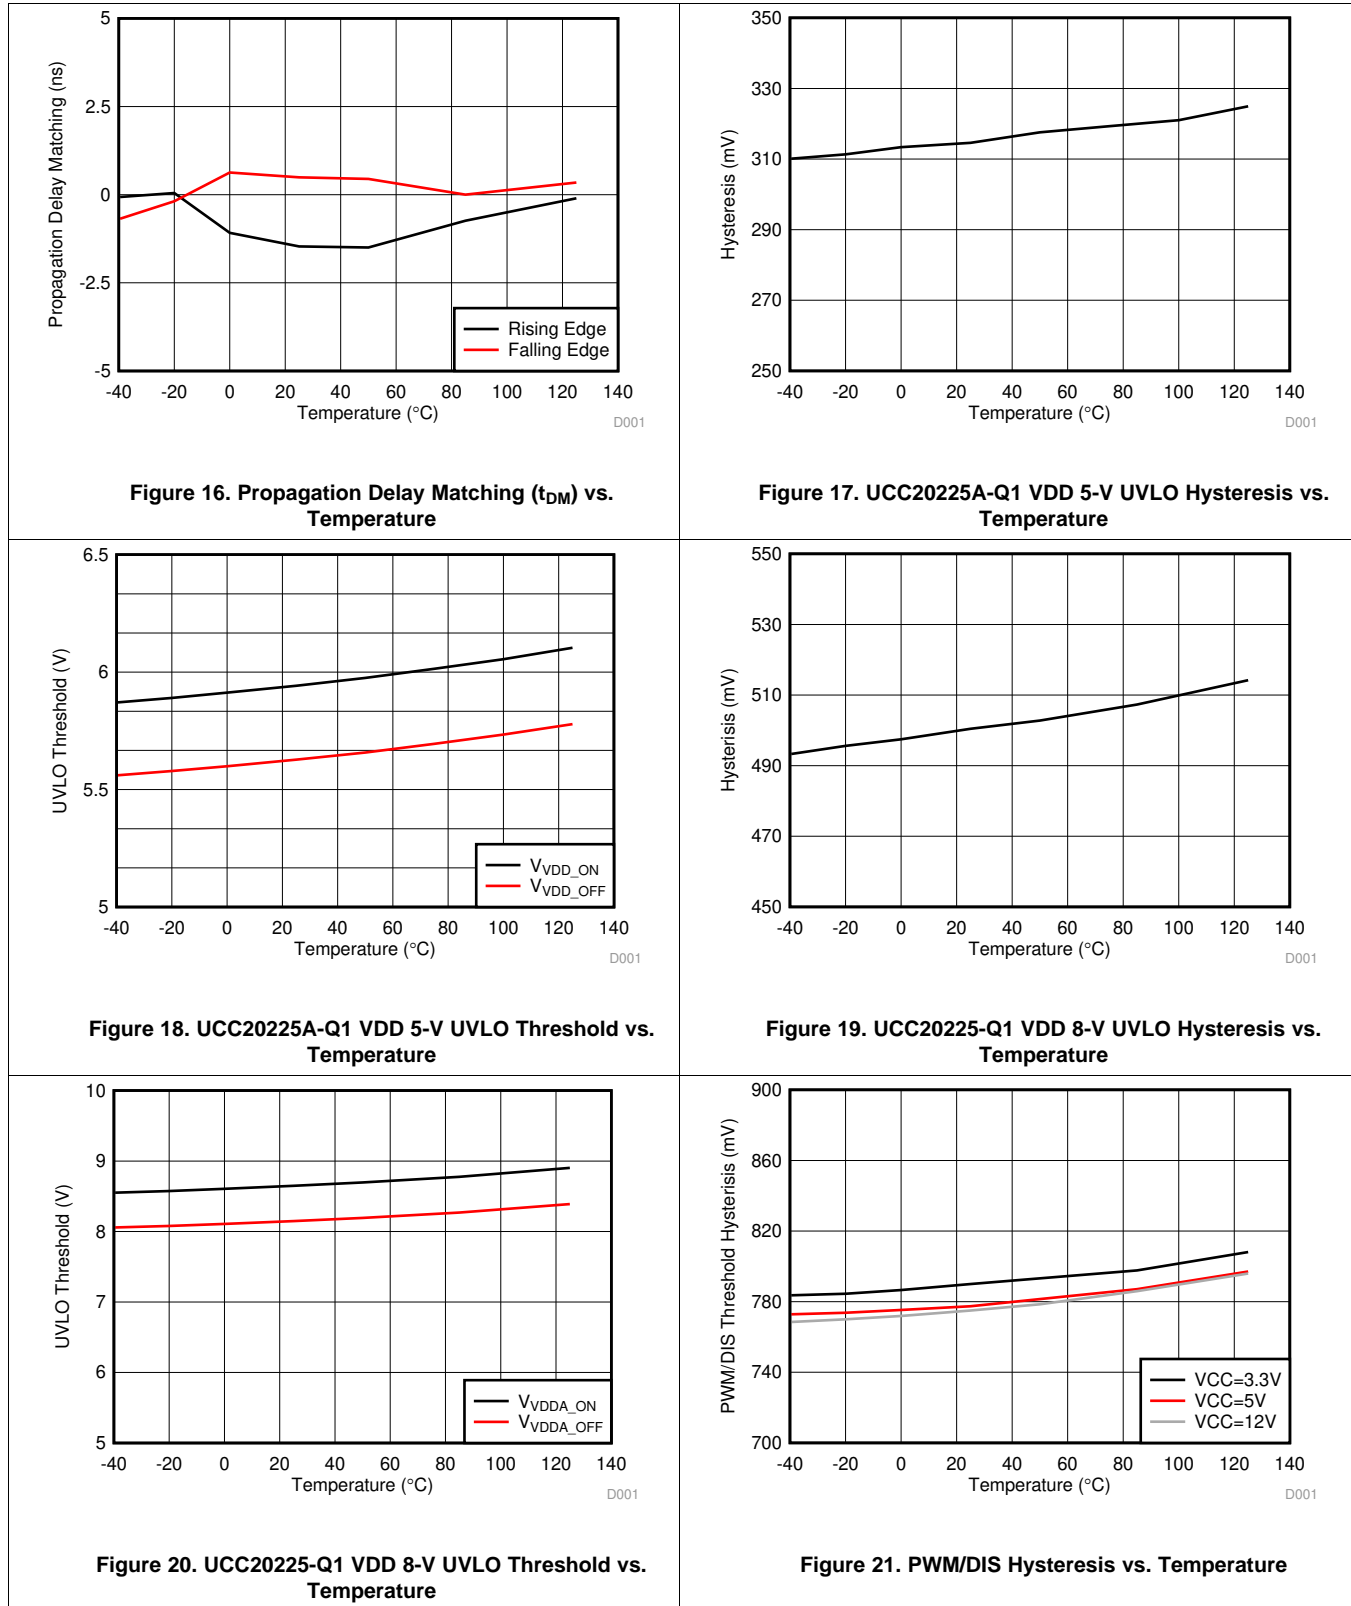 5
2.5
0
-2.5
-5
Propagation Delay Matching (ns)
Rising Edge
Falling Edge
-40 -20 0 20 40 60 80 100 120 140
Temperature (°C)
D001
Figure 16. Propagation Delay Matching (tDM) vs.
Temperature
350
330
310
290
270
250
Hysteresis (mV)
-40 -20 0 20 40 60 80 100 120 140
Temperature (°C)
D001
Figure 17. UCC20225A-Q1 VDD 5-V UVLO Hysteresis vs.
Temperature
6.5
6
5.5
5
UVLO Threshold (V)
VVDD_ON
VVDD_OFF
-40 -20 0 20 40 60 80 100 120 140
Temperature (°C)
D001
Figure 18. UCC20225A-Q1 VDD 5-V UVLO Threshold vs.
Temperature
550
530
510
490
470
450
Hysterisis (mV)
-40 -20 0 20 40 60 80 100 120 140
Temperature (°C)
D001
Figure 19. UCC20225-Q1 VDD 8-V UVLO Hysteresis vs.
Temperature
10
9
8
7
6
5
UVLO Threshold (V)
VVDDA_ON
VVDDA_OFF
-40 -20 0 20 40 60 80 100 120 140
Temperature (°C)
D001
Figure 20. UCC20225-Q1 VDD 8-V UVLO Threshold vs.
Temperature
900
860
820
780
740
700
PWM/DIS Threshold Hysterisis (mV)
VCC=3.3V
VCC=5V
VCC=12V
-40 -20 0 20 40 60 80 100 120 140
Temperature (°C)
D001
Figure 21. PWM/DIS Hysteresis vs. Temperature